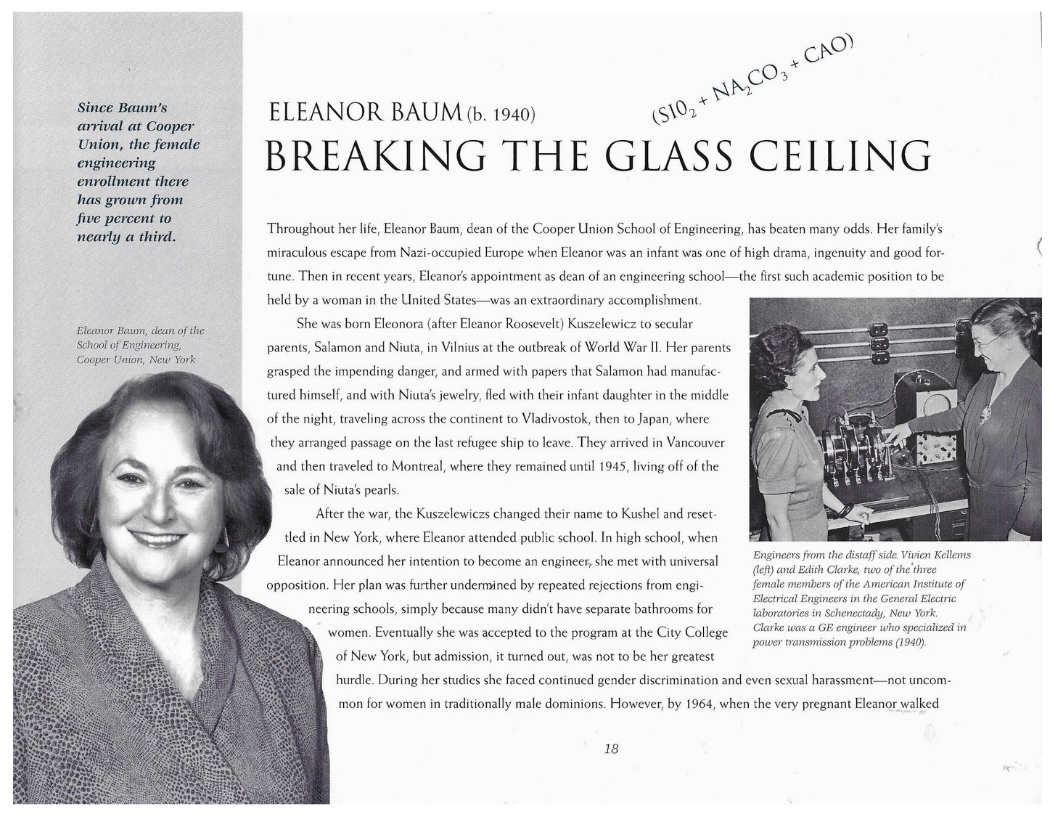 Since Baum's
arrival at Cooper
Union, the female
engineering
enrollment there
has grown from
five percent to
nearly a third.
Eleanor Baum, dean of the
School of Engineering,
Cooper Union, New York
(SIO₂ + NA₂CO₃ + CAO)
ELEANOR BAUM (b. 1940)
BREAKING THE GLASS CEILING
Throughout her life, Eleanor Baum, dean of the Cooper Union School of Engineering, has beaten many odds. Her family's
miraculous escape from Nazi-occupied Europe when Eleanor was an infant was one of high drama, ingenuity and good for-
tune. Then in recent years, Eleanor's appointment as dean of an engineering school—the first such academic position to be
held by a woman in the United States—was an extraordinary accomplishment.
She was born Eleonora (after Eleanor Roosevelt) Kuszelewicz to secular
parents, Salamon and Niuta, in Vilnius at the outbreak of World War II. Her parents
grasped the impending danger, and armed with papers that Salamon had manufac-
tured himself, and with Niuta's jewelry, fled with their infant daughter in the middle
of the night, traveling across the continent to Vladivostok, then to Japan, where
they arranged passage on the last refugee ship to leave. They arrived in Vancouver
and then traveled to Montreal, where they remained until 1945, living off of the
sale of Niuta's pearls.
After the war, the Kuszelewiczs changed their name to Kushel and reset-
tled in New York, where Eleanor attended public school. In high school, when
Eleanor announced her intention to become an engineer, she met with universal
opposition. Her plan was further undermined by repeated rejections from engi-
neering schools, simply because many didn't have separate bathrooms for
women. Eventually she was accepted to the program at the City College
of New York, but admission, it turned out, was not to be her greatest
hurdle. During her studies she faced continued gender discrimination and even sexual harassment—not uncom-
mon for women in traditionally male dominions. However, by 1964, when the very pregnant Eleanor walked
Engineers from the distaff side. Vivien Kellems
(left) and Edith Clarke, two of the three
female members of the American Institute of
Electrical Engineers in the General Electric
laboratories in Schenectady, New York.
Clarke was a GE engineer who specialized in
power transmission problems (1940).
18